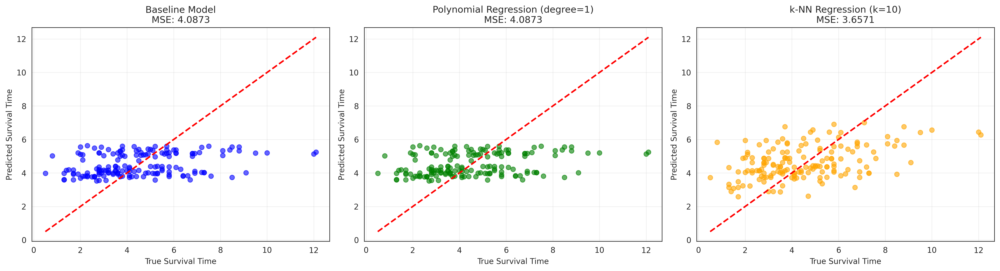 Baseline Model
MSE: 4.0873
12
10
8
6
4
2
0
Predicted Survival Time
0 2 4 6 8 10 12
True Survival Time
Polynomial Regression (degree=1)
MSE: 4.0873
12
10
8
6
4
2
0
Predicted Survival Time
2 4 6 8 10 12
True Survival Time
k-NN Regression (k=10)
MSE: 3.6571
12
10
8
6
4
2
0
Predicted Survival Time
0 2 4 6 8 10 12
True Survival Time